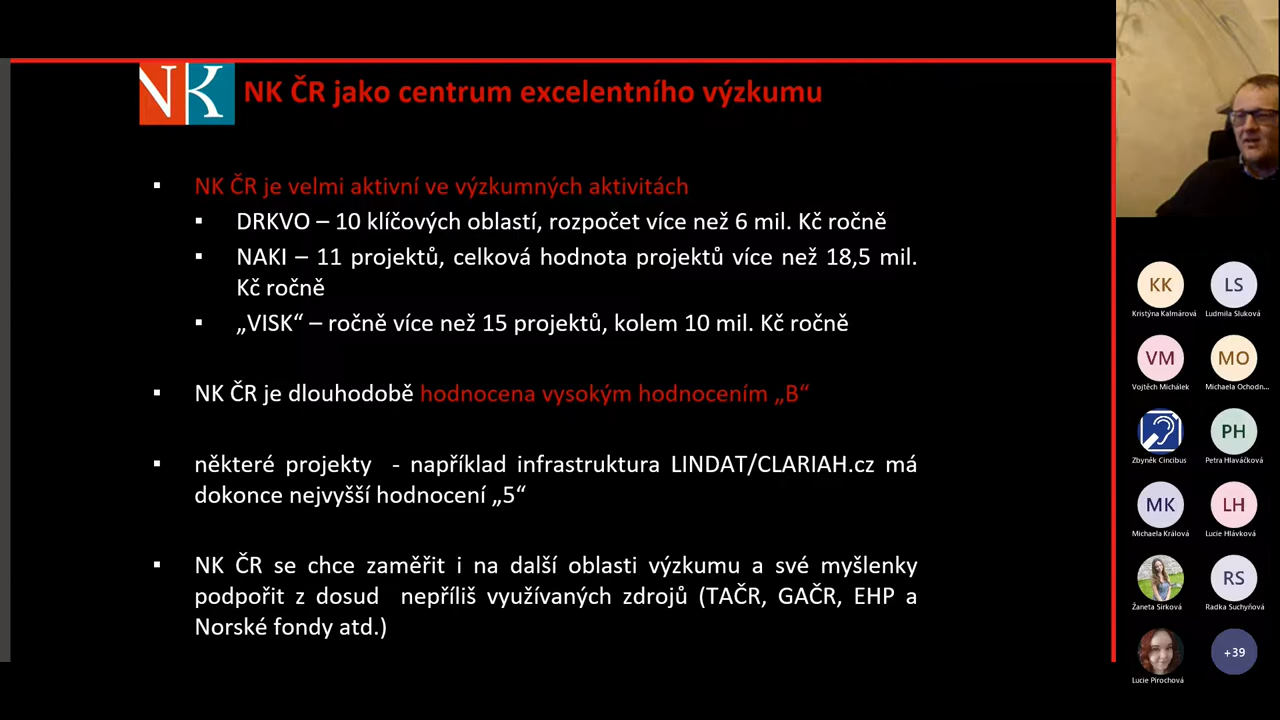 NK
NK ČR jako centrum excelentního výzkumu
▪ NK ČR je velmi aktivní ve výzkumných aktivitách
▪ DRKVO – 10 klíčových oblastí, rozpočet více než 6 mil. Kč ročně
▪ NAKI – 11 projektů, celková hodnota projektů více než 18,5 mil.
Kč ročně
▪ „VISK“ – ročně více než 15 projektů, kolem 10 mil. Kč ročně
▪ NK ČR je dlouhodobě hodnocena vysokým hodnocením „B“
▪ některé projekty - například infrastruktura LINDAT/CLARIAH.cz má
dokonce nejvyšší hodnocení „5“
▪ NK ČR se chce zaměřit i na další oblasti výzkumu a své myšlenky
podpořit z dosud nepříliš využívaných zdrojů (TAČR, GAČR, EHP a
Norské fondy atd.)
KK
Kristýna Kalmárová
LS
Ludmila Sluková
VM
Vojtěch Michálek
MO
Michaela Ochodn...
Zbyněk Cincibus
PH
Petra Hlaváčková
MK
Michaela Králová
LH
Lucie Hlávková
Žaneta Sirková
RS
Radka Suchyňová
Lucie Pirochová
+39